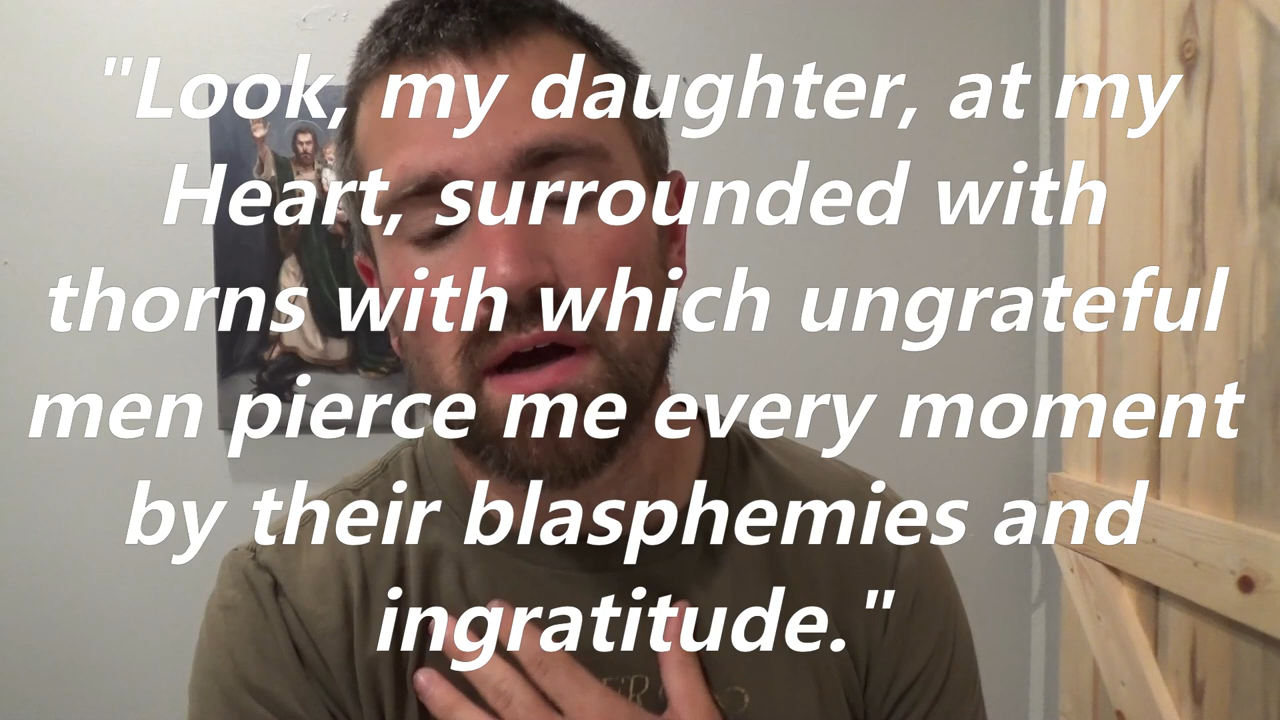 "Look, my daughter, at my
Heart, surrounded with
thorns with which ungrateful
men pierce me every moment
by their blasphemies and
ingratitude."